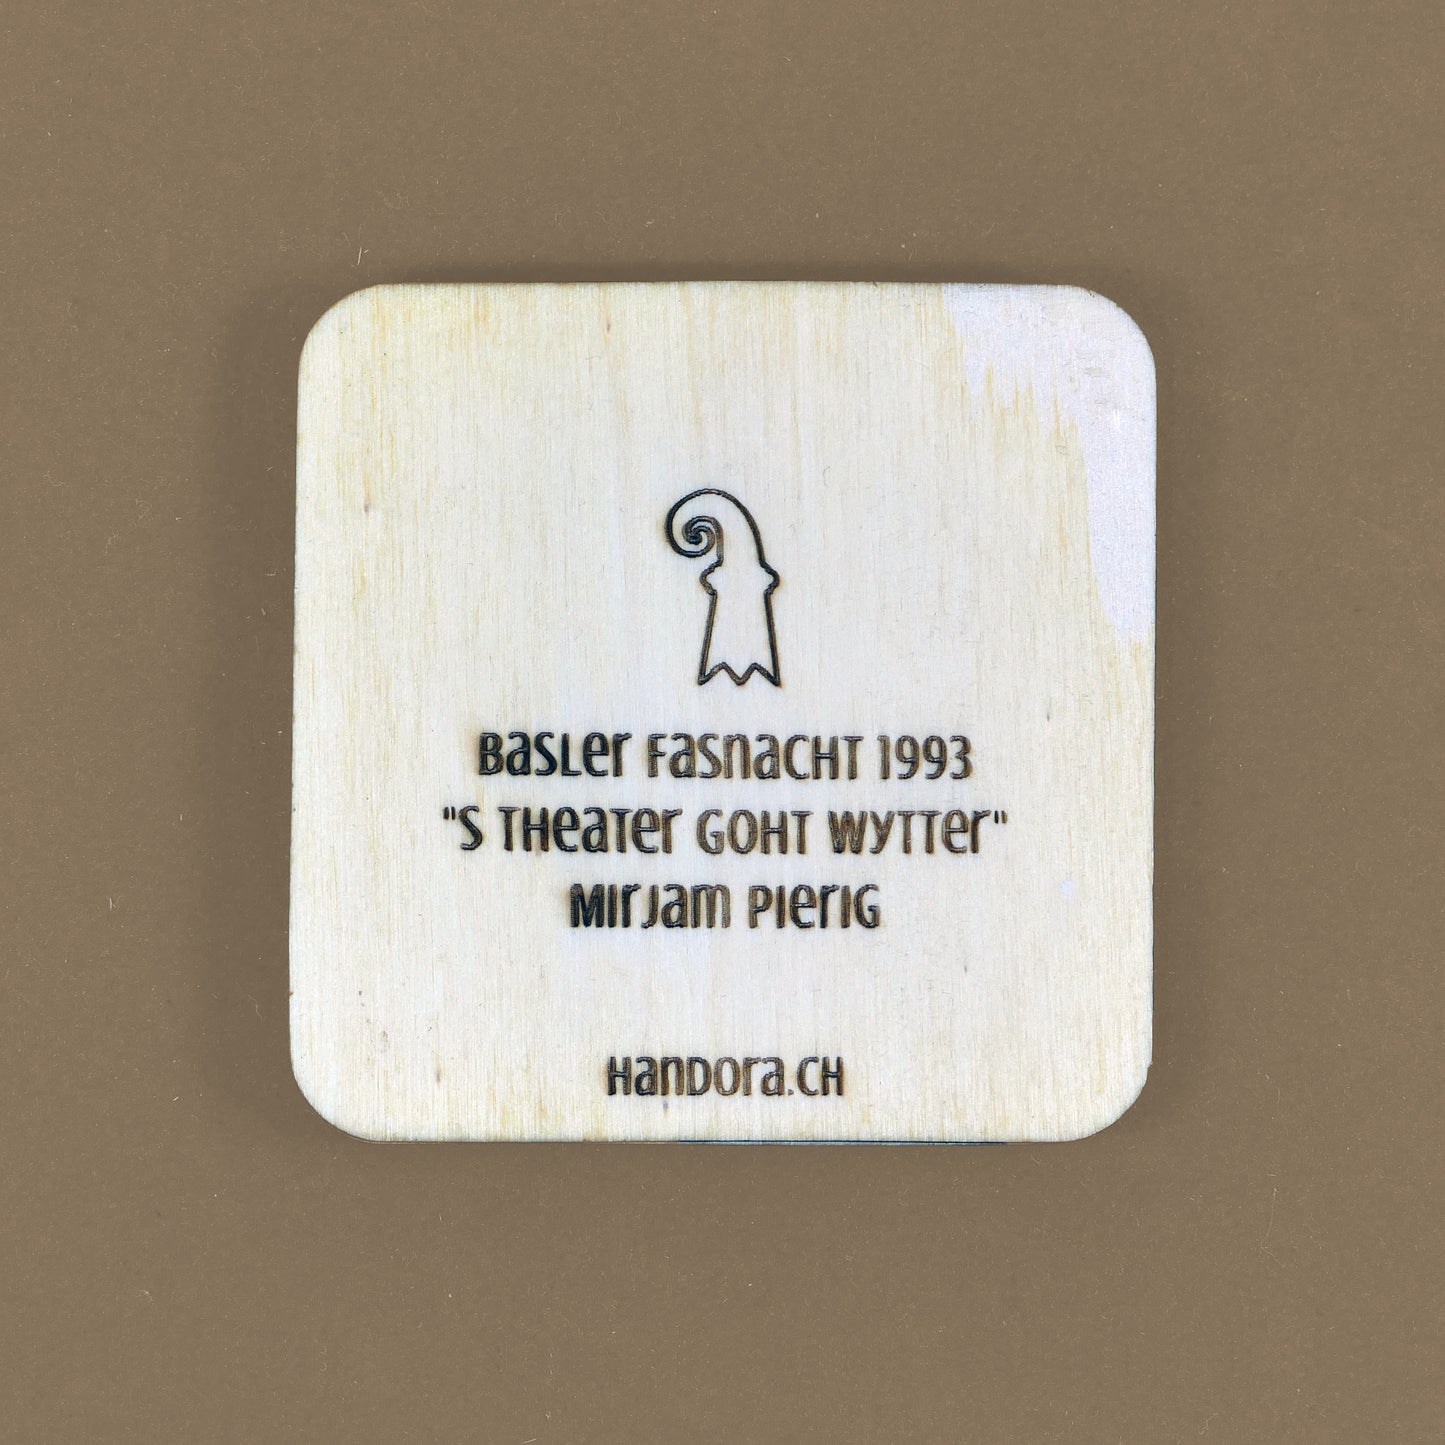 Basler Fasnacht 1993
"S Theater goht wytter"
Mirjam Pierig
Handora.ch